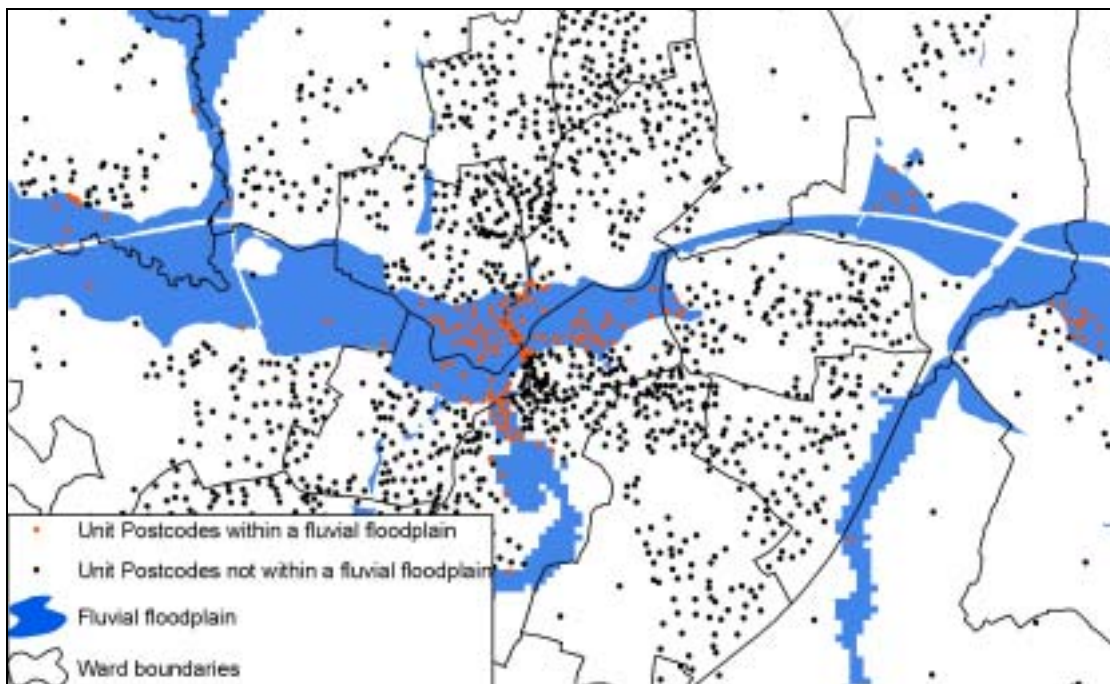 Unit Postcodes within a fluvial floodplain
Unit Postcodes not within a fluvial floodplain
Fluvial floodplain
Ward boundaries